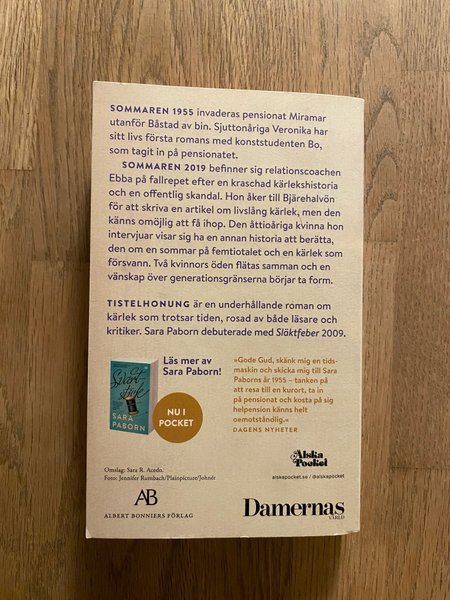 SOMMAREN 1955 invaderas pensionat Miramar
utanför Båstad av bin. Sjuttonåriga Veronika har
sitt livs första romans med konststudenten Bo,
som tagit in på pensionatet.
SOMMAREN 2019 befinner sig relationscoachen
Ebba på fallrepet efter en kraschad kärlekshistoria
och en offentlig skandal. Hon åker till Bjärehalvön
för att skriva en artikel om livslång kärlek, men den
känns omöjlig att få ihop. Den åttioåriga kvinna hon
intervjuar visar sig ha en annan historia att berätta,
den om en sommar på femtiotalet och en kärlek som
försvann. Två kvinnors öden flätas samman och en
vänskap över generationsgränserna börjar ta form.
TISTELHONUNG är en underhållande roman om
kärlek som trotsar tiden, rosad av både läsare och
kritiker. Sara Paborn debuterade med Släktfeber 2009.
Läs mer av
Sara Paborn!
Svart
stick
SARA
PABORN
NU I
POCKET
»Gode Gud, skänk mig en tids-
maskin och skicka mig till Sara
Paborns år 1955 – tanken på
att resa till en kurort, ta in
på pensionat och kosta på sig
helpension känns helt
oemotståndlig.«
DAGENS NYHETER
Älska
Pocket
alskapocket.se / @alskapocket
Omslag: Sara R. Acedo.
Foto: Jennifer Rumbach/Plainpicture/Johnér
AB
ALBERT BONNIERS FÖRLAG
Damernas
VÄRLD